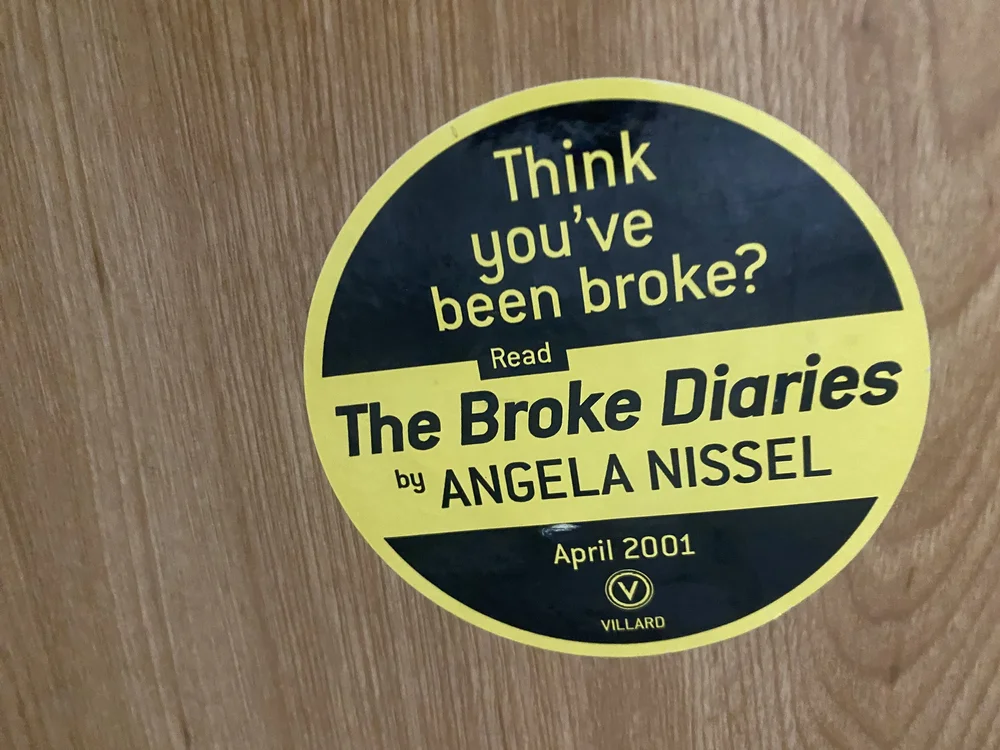 Think
you've
been broke?
Read
The Broke Diaries
by ANGELA NISSEL
April 2001
V
VILLARD